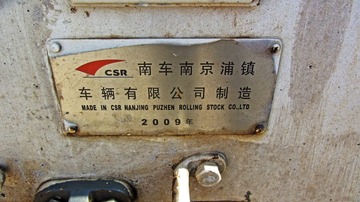 CSR 南车南京浦镇
车辆有限公司制造
MADE IN CSR NANJING PUZHEN ROLLING STOCK CO.,LTD
2009年